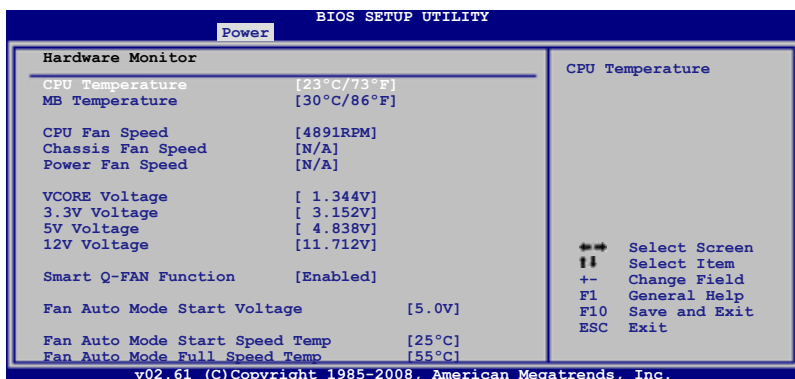 BIOS SETUP UTILITY
Power
Hardware Monitor
CPU Temperature [23°C/73°F]
MB Temperature [30°C/86°F]
CPU Fan Speed [4891RPM]
Chassis Fan Speed [N/A]
Power Fan Speed [N/A]
VCORE Voltage [ 1.344V]
3.3V Voltage [ 3.152V]
5V Voltage [ 4.838V]
12V Voltage [11.712V]
Smart Q-FAN Function [Enabled]
Fan Auto Mode Start Voltage [5.0V]
Fan Auto Mode Start Speed Temp [25°C]
Fan Auto Mode Full Speed Temp [55°C]
CPU Temperature
←→ Select Screen
↑↓ Select Item
+- Change Field
F1 General Help
F10 Save and Exit
ESC Exit
v02.61 (C)Copyright 1985-2008, American Megatrends, Inc.